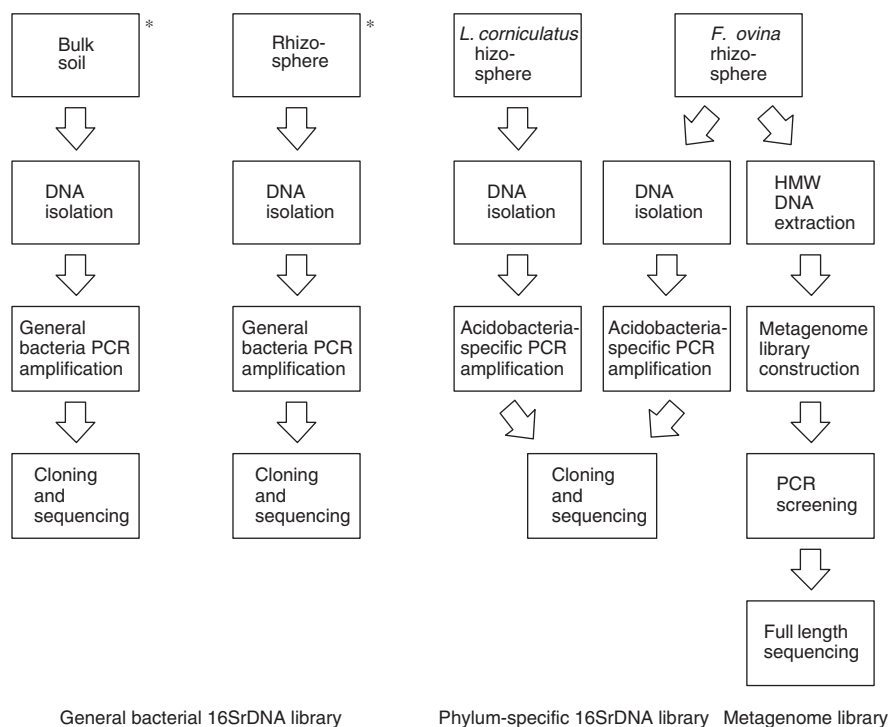 Bulk
soil
*
Rhizo-
sphere
*
L. corniculatus
hizo-
sphere
F. ovina
rhizo-
sphere
DNA
isolation
DNA
isolation
DNA
isolation
DNA
isolation
HMW
DNA
extraction
General
bacteria PCR
amplification
General
bacteria PCR
amplification
Acidobacteria-
specific PCR
amplification
Acidobacteria-
specific PCR
amplification
Metagenome
library
construction
Cloning
and
sequencing
Cloning
and
sequencing
Cloning
and
sequencing
PCR
screening
Full length
sequencing
General bacterial 16SrDNA library
Phylum-specific 16SrDNA library
Metagenome library